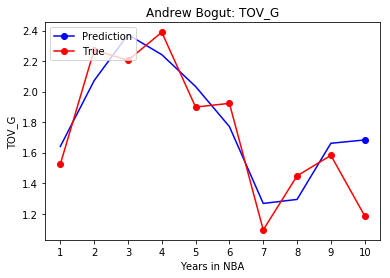 Andrew Bogut: TOV_G
Prediction
True
2.4
2.2
2.0
1.8
1.6
1.4
1.2
TOV_G
1 2 3 4 5 6 7 8 9 10
Years in NBA